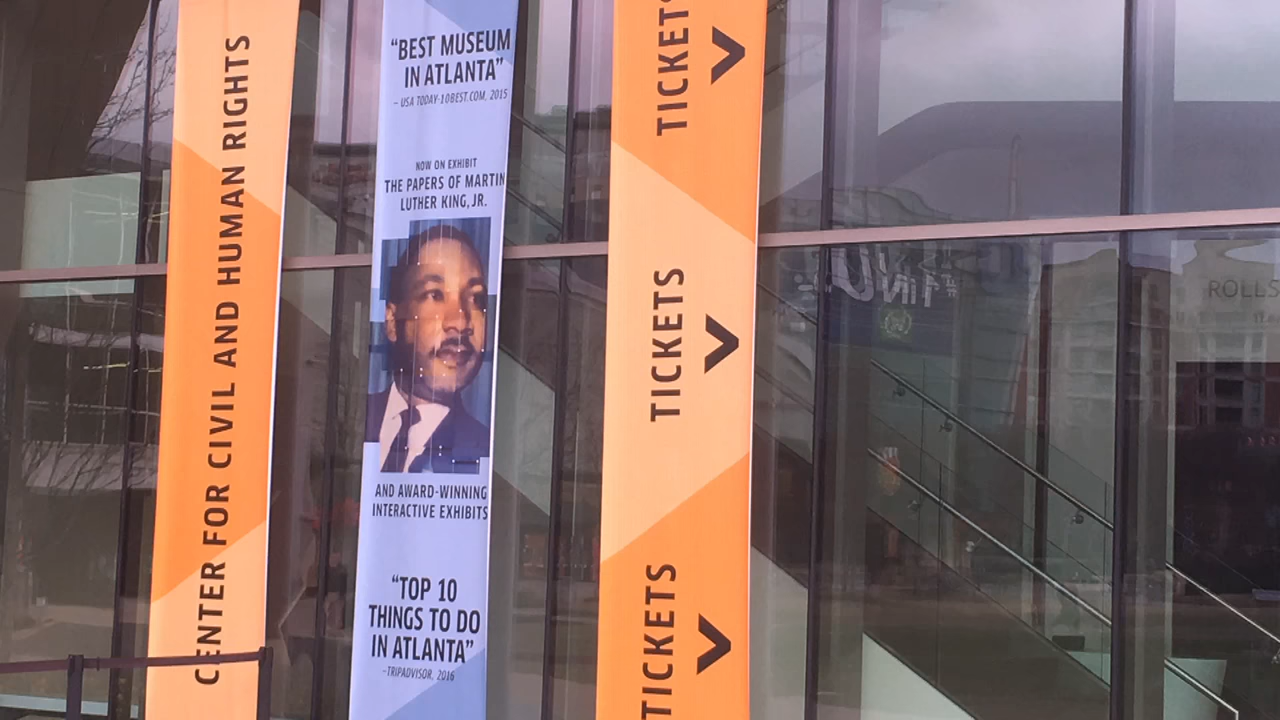 CENTER FOR CIVIL AND HUMAN RIGHTS
“BEST MUSEUM
IN ATLANTA”
– USA TODAY-10BEST.COM, 2015
NOW ON EXHIBIT
THE PAPERS OF MARTIN
LUTHER KING, JR.
AND AWARD-WINNING
INTERACTIVE EXHIBITS
“TOP 10
THINGS TO DO
IN ATLANTA”
–TRIPADVISOR, 2016
TICKETS
TICKETS
TICKETS
ROLLS